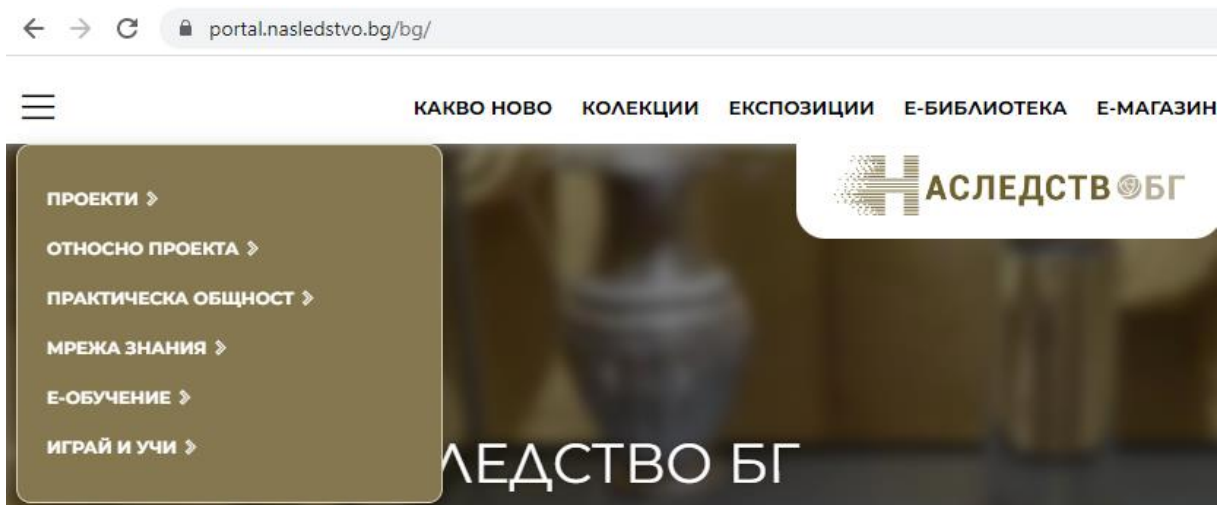 portal.nasledstvo.bg/bg/
КАКВО НОВО КОЛЕКЦИИ ЕКСПОЗИЦИИ Е-БИБЛИОТЕКА Е-МАГАЗИН
НАСЛЕДСТВО БГ
ПРОЕКТИ
ОТНОСНО ПРОЕКТА
ПРАКТИЧЕСКА ОБЩНОСТ
МРЕЖА ЗНАНИЯ
Е-ОБУЧЕНИЕ
ИГРАЙ И УЧИ
ЛЕДСТВО БГ